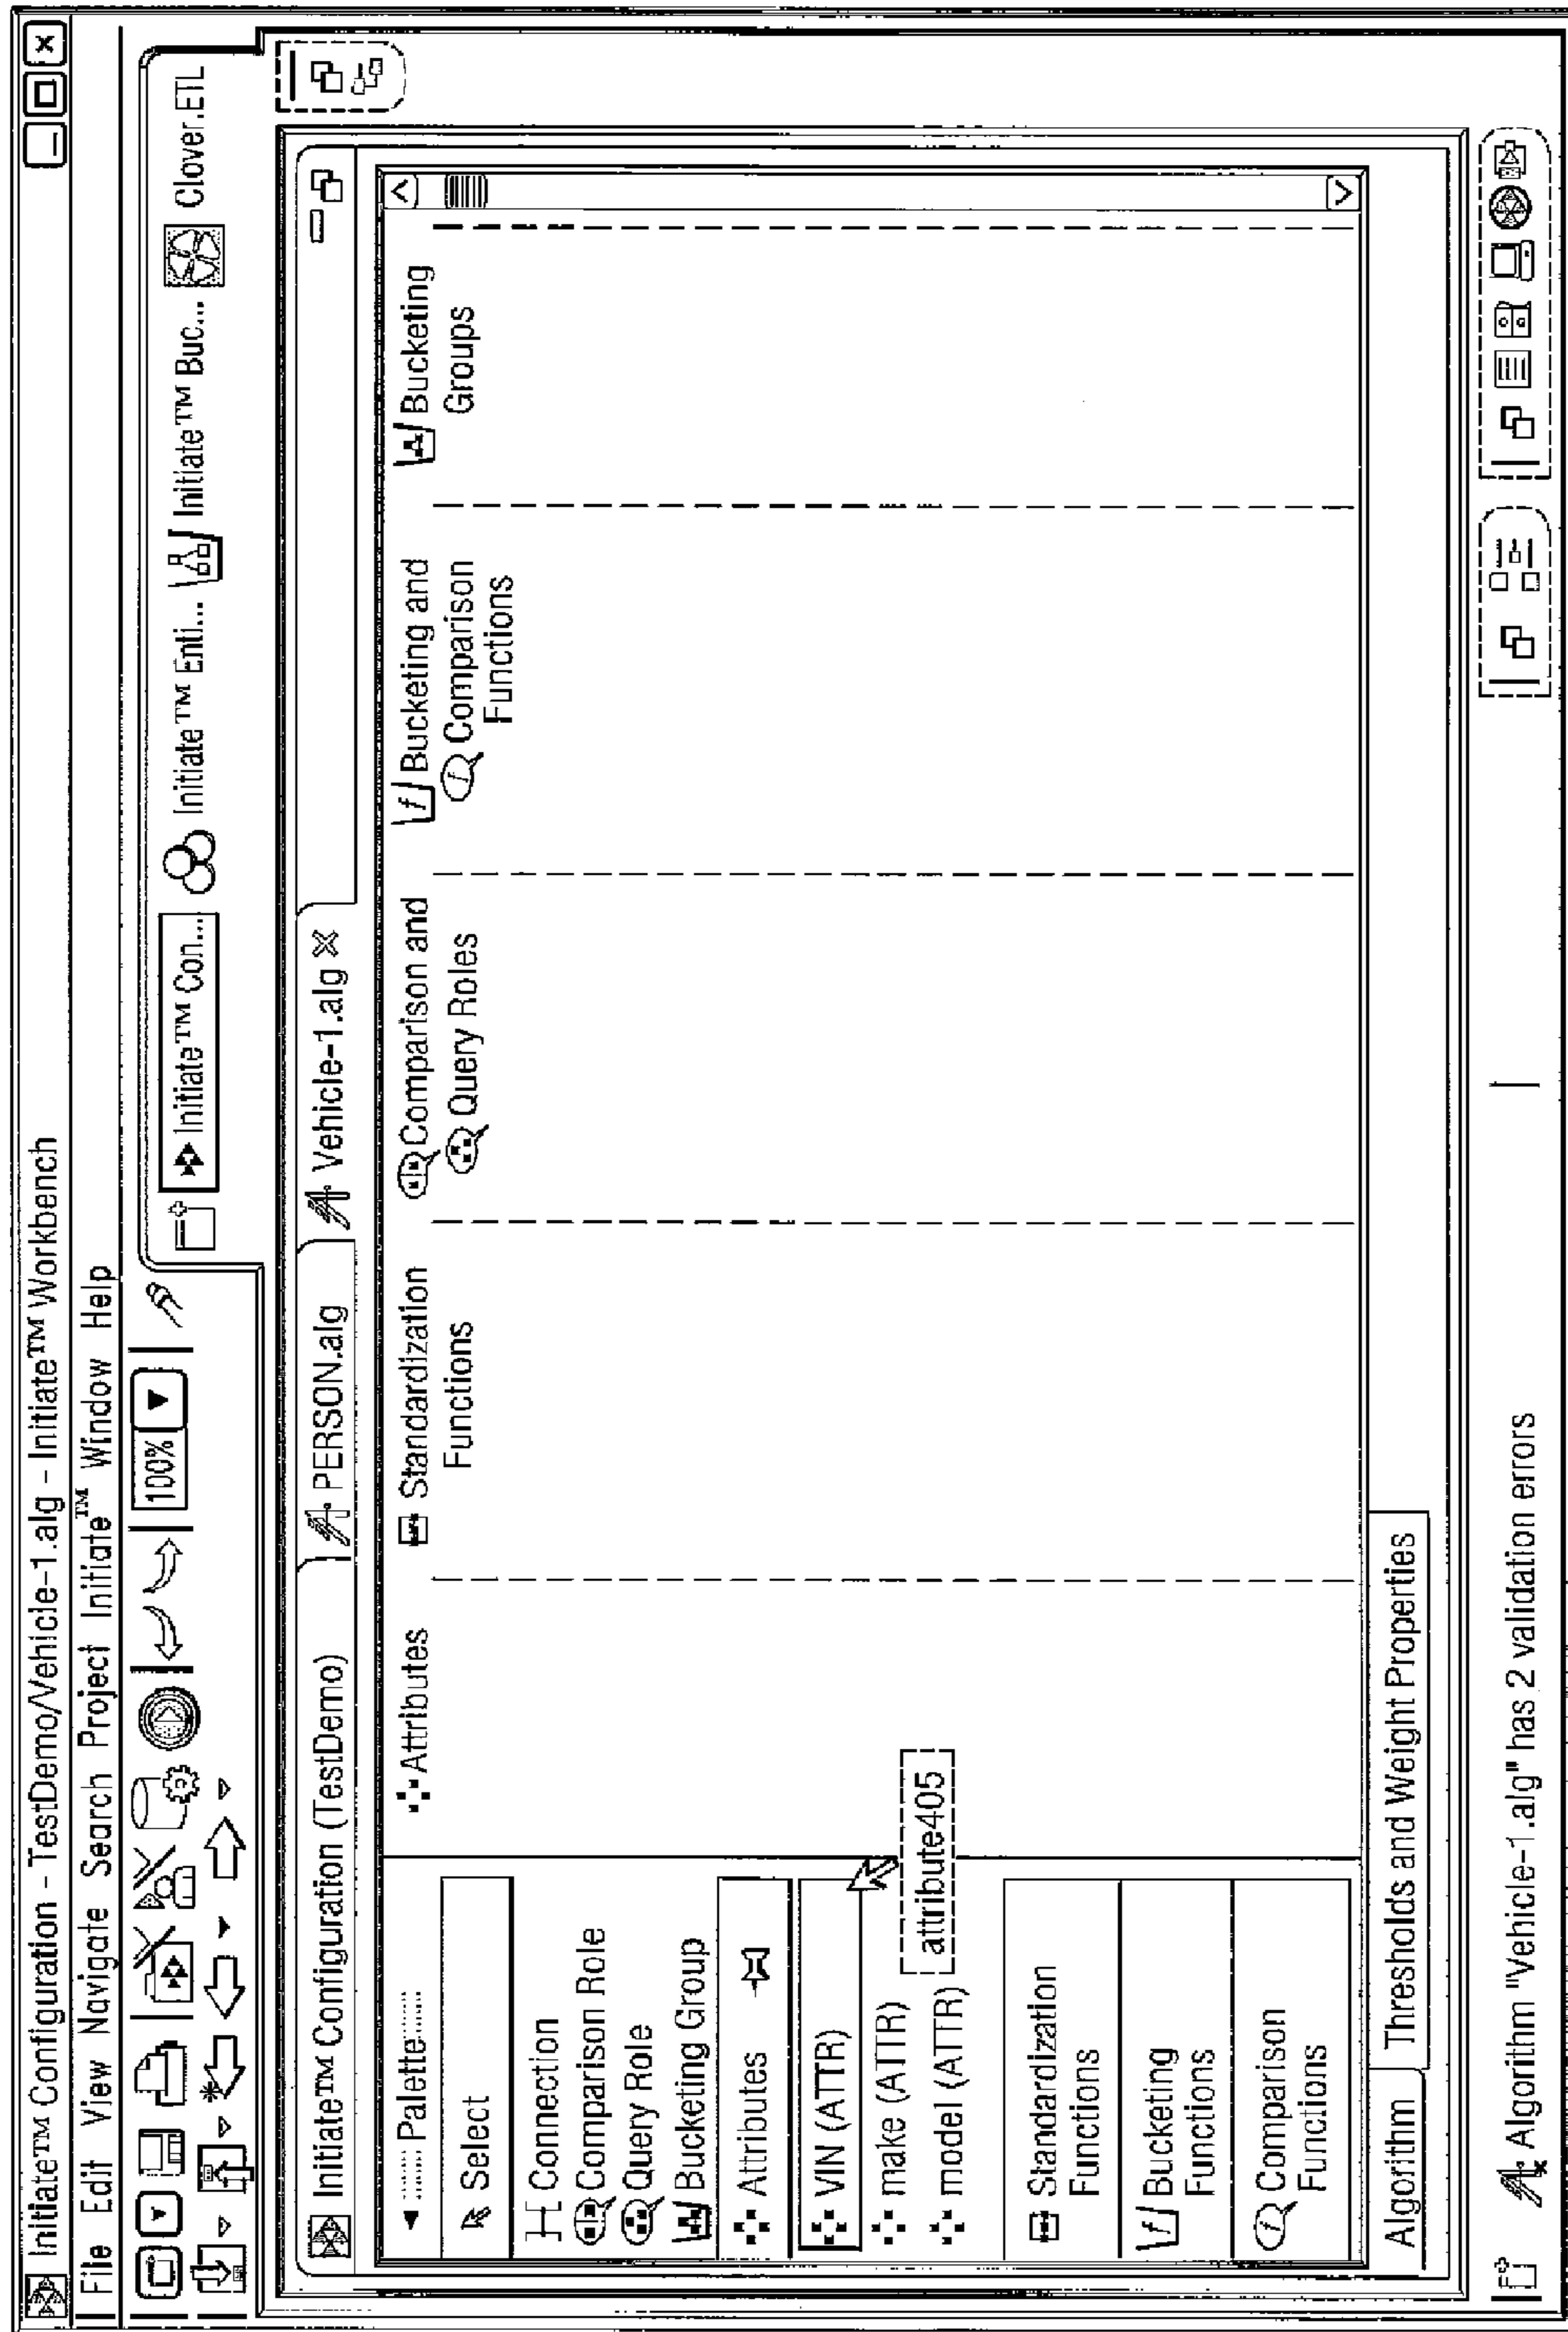 Initiate™ Configuration - TestDemo/Vehicle-1.alg - Initiate™ Workbench
File Edit View Navigate Search Project Initiate™ Window Help
100%
Initiate™ Con... Initiate™ Enti... Initiate™ Buc... Clover.ETL
Initiate™ Configuration (TestDemo) PERSON.alg Vehicle-1.alg
Palette
Select
Connection
Comparison Role
Query Role
Bucketing Group
Attributes
VIN (ATTR)
make (ATTR)
model (ATTR)
attribute405
Standardization
Functions
Bucketing
Functions
Comparison
Functions
Attributes
Standardization
Functions
Comparison and
Query Roles
Bucketing and
Comparison
Functions
Bucketing
Groups
Algorithm Thresholds and Weight Properties
Algorithm "Vehicle-1.alg" has 2 validation errors